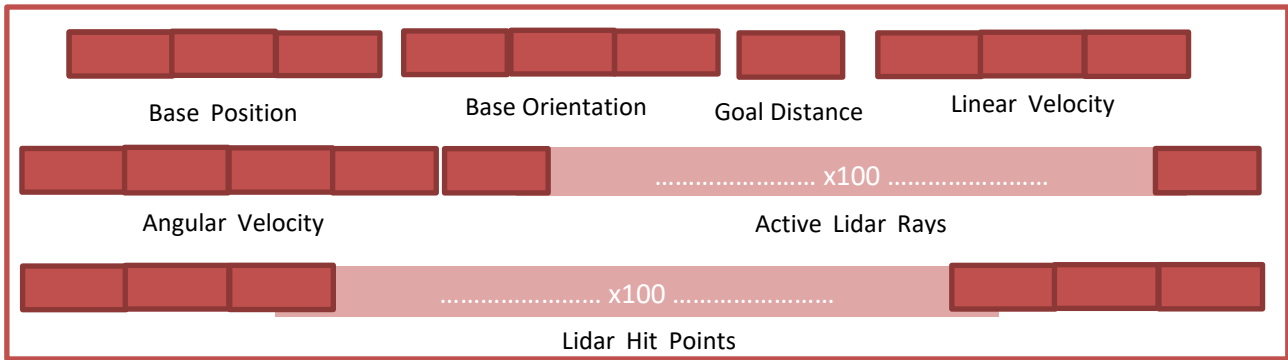 Base Position
Base Orientation
Goal Distance
Linear Velocity
........................ x100 ........................
Angular Velocity
Active Lidar Rays
........................ x100 ........................
Lidar Hit Points